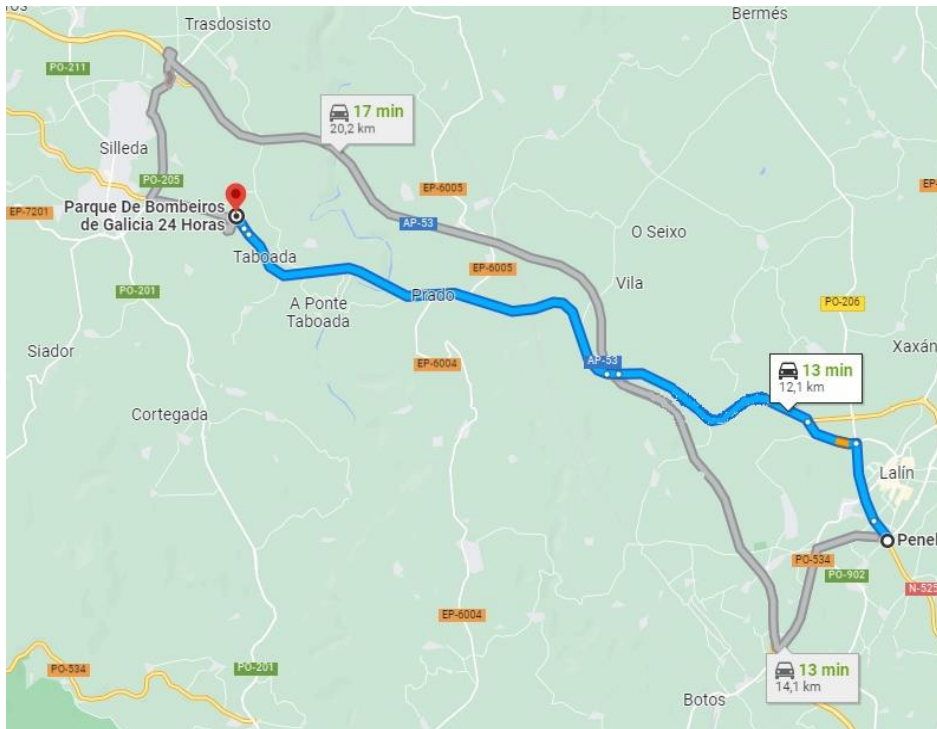 Trasdosisto
Bermés
PO-211
17 min
20,2 km
Silleda
PO-205
EP-6005
EP-7201
Parque De Bombeiros
de Galicia 24 Horas
AP-53
O Seixo
Taboada
EP-6005
Vila
PO-201
A Ponte
Taboada
Prado
PO-206
Siador
EP-6004
AP-53
Xaxán
13 min
12,1 km
Cortegada
Lalín
PO-534
PO-902
N-525
EP-6004
PO-534
PO-201
13 min
14,1 km
Botos